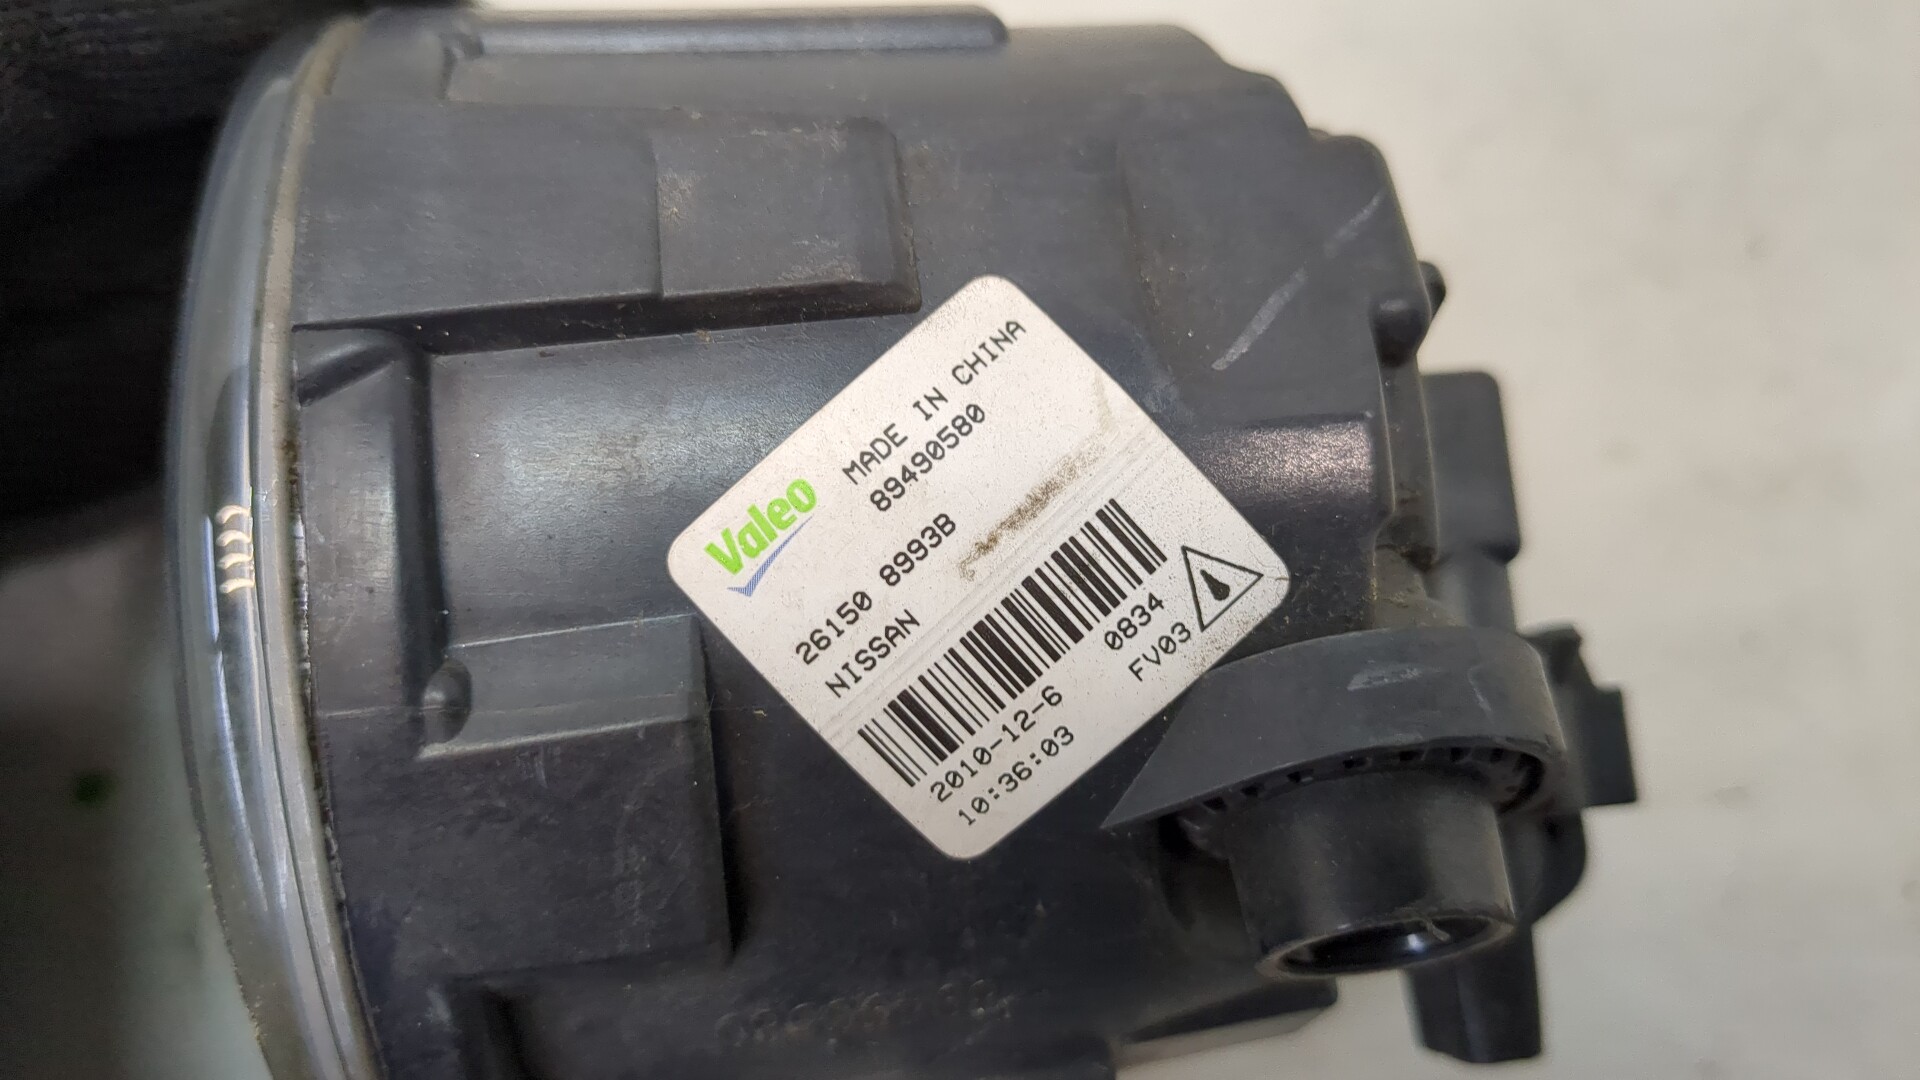 Valeo
MADE IN CHINA
89490580
26150 8993B
NISSAN
0834
FV03
2010-12-6
10:36:03